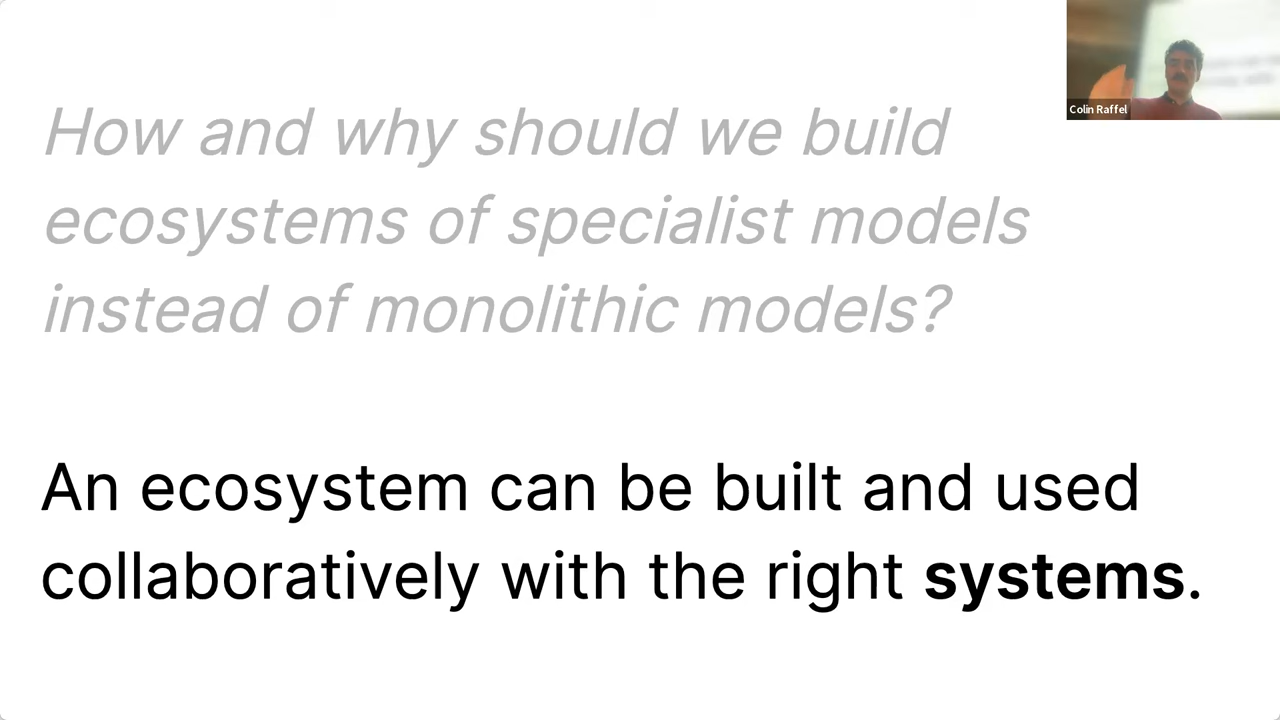 How and why should we build
ecosystems of specialist models
instead of monolithic models?
An ecosystem can be built and used
collaboratively with the right systems.
Colin Raffel